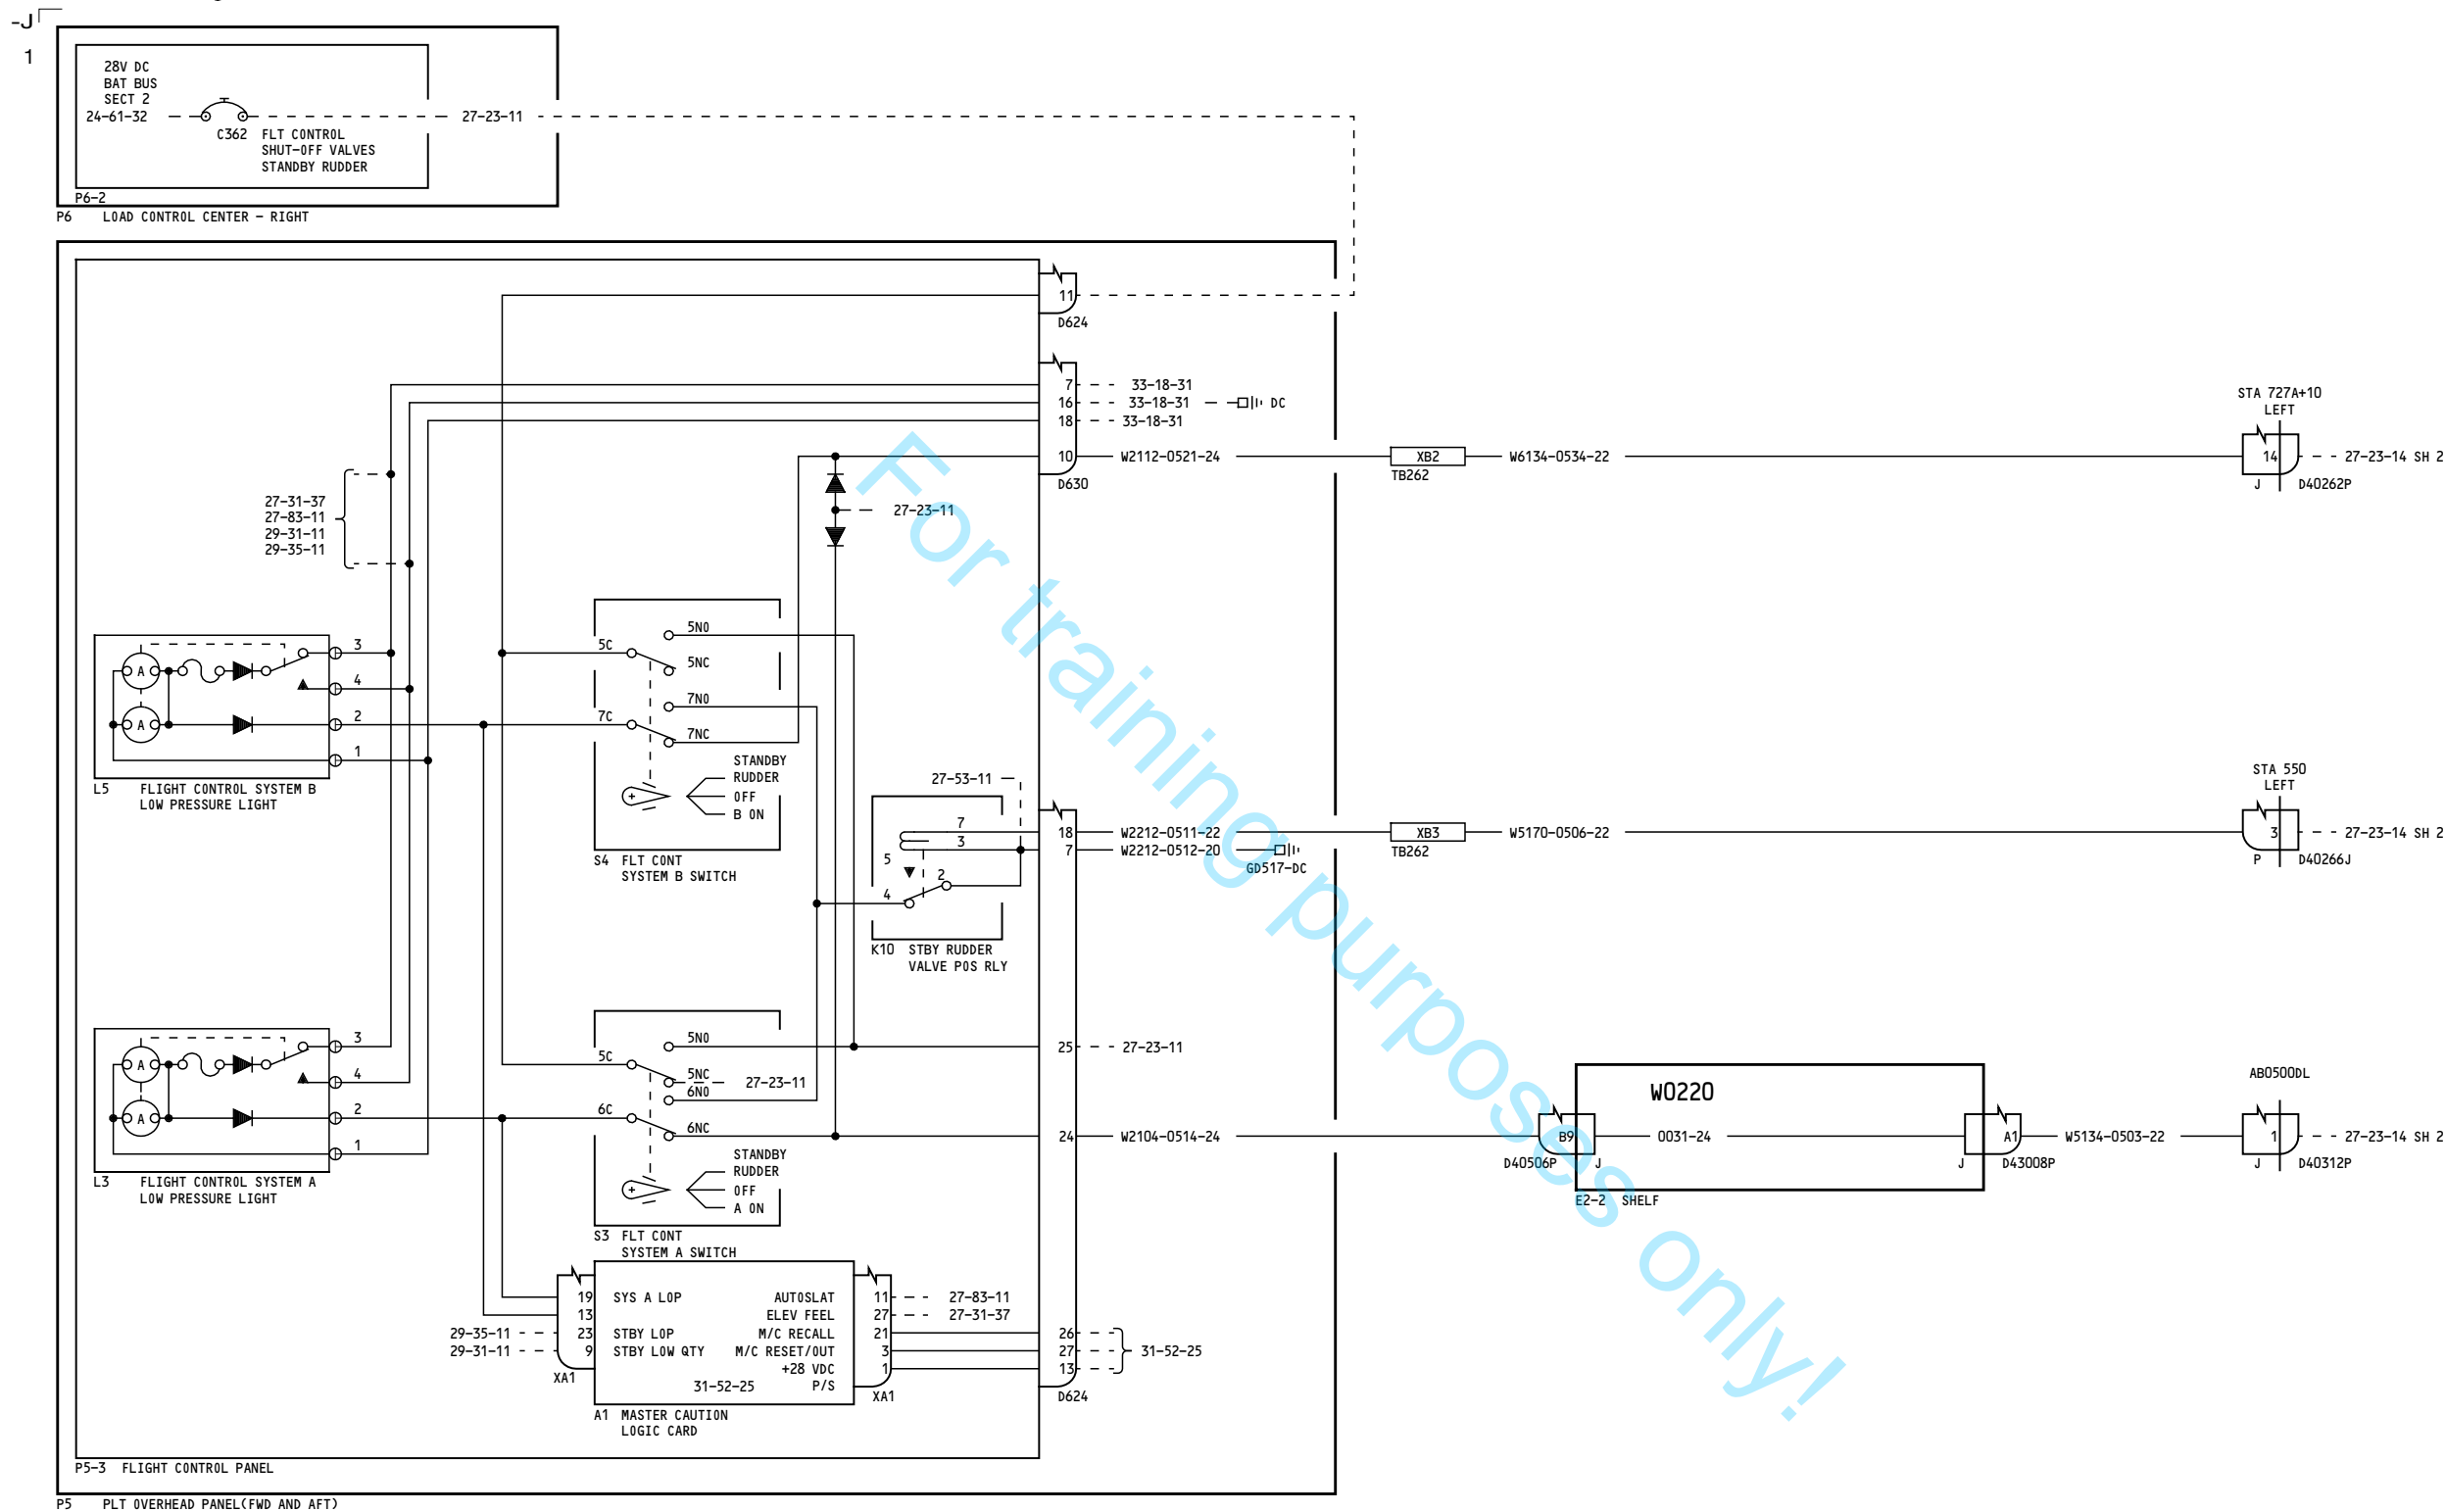 -J
1
28V DC
BAT BUS
SECT 2
24-61-32
27-23-11
C362 FLT CONTROL
SHUT-OFF VALVES
STANDBY RUDDER
P6-2
P6 LOAD CONTROL CENTER - RIGHT
11
D624
7 33-18-31
16 33-18-31 DC
18 33-18-31
10 W2112-0521-24 XB2 W6134-0534-22 14 27-23-14 SH 2
D630
TB262
STA 727A+10
LEFT
J D40262P
27-23-11
27-31-37
27-83-11
29-31-11
29-35-11
5NO
5C
5NC
7NO
7C
7NC
STANDBY
RUDDER
OFF
B ON
S4 FLT CONT
SYSTEM B SWITCH
A
A
3
4
2
1
L5 FLIGHT CONTROL SYSTEM B
LOW PRESSURE LIGHT
27-53-11
7
3
5
2
4
K10 STBY RUDDER
VALVE POS RLY
STA 550
LEFT
18 W2212-0511-22 XB3 W5170-0506-22 3 27-23-14 SH 2
7 W2212-0512-20
TB262
GD517-DC
P D40266J
5NO
25 27-23-11
5C
5NC 27-23-11
6NO
6C
6NC
24 W2104-0514-24 B9 0031-24 A1 W5134-0503-22 1 27-23-14 SH 2
W0220
AB0500DL
D40506P J
J D43008P
J D40312P
E2-2 SHELF
STANDBY
RUDDER
OFF
A ON
S3 FLT CONT
SYSTEM A SWITCH
A
A
3
4
2
1
L3 FLIGHT CONTROL SYSTEM A
LOW PRESSURE LIGHT
19 SYS A LOP AUTOSLAT 11 27-83-11
13 ELEV FEEL 27 27-31-37
29-35-11 23 STBY LOP M/C RECALL 21 26
29-31-11 9 STBY LOW QTY M/C RESET/OUT 3 27 31-52-25
+28 VDC 1 13
31-52-25 P/S
XA1
XA1
D624
A1 MASTER CAUTION
LOGIC CARD
P5-3 FLIGHT CONTROL PANEL
P5 PLT OVERHEAD PANEL(FWD AND AFT)
For training purposes only!